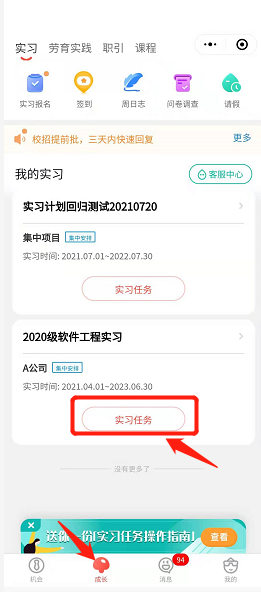 实习 劳育实践 职引 课程
实习报名 签到 周日志 问卷调查 请假
校招提前批，三天内快速回复 更多
我的实习 客服中心
实习计划回归测试20210720
集中项目 集中安排
实习时间: 2021.07.01~2022.07.30
实习任务
2020级软件工程实习
A公司 集中安排
实习时间: 2021.04.01~2023.06.30
实习任务
没有更多了
送你一份!实习任务操作指南! 查看
94
机会 成长 消息 我的